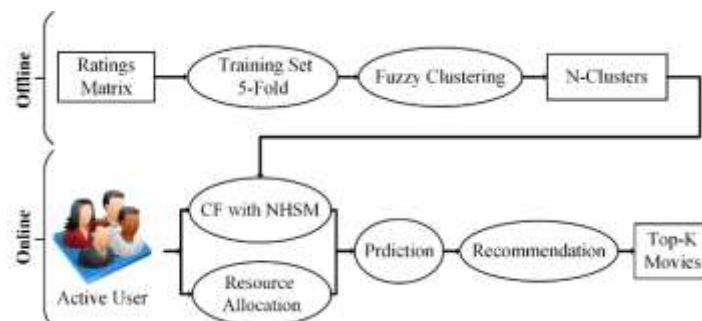 Offline
Ratings
Matrix
Training Set
5-Fold
Fuzzy Clustering
N-Clusters
Online
Active User
CF with NHSM
Resource
Allocation
Prdiction
Recommendation
Top-K
Movies